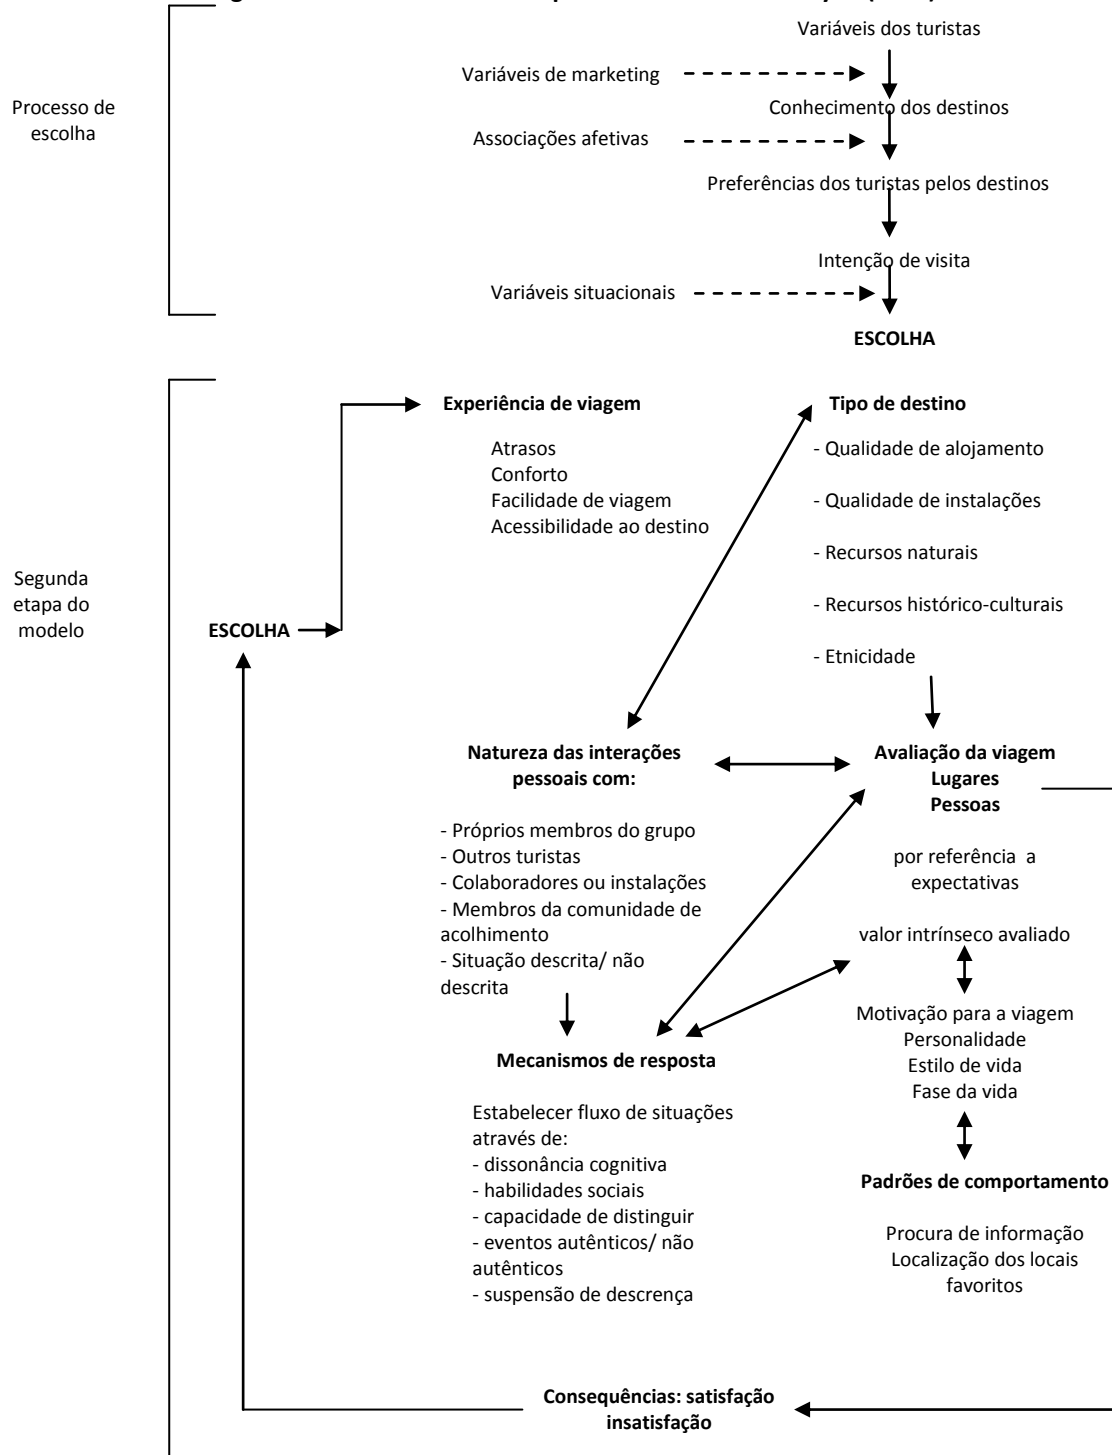 Variáveis dos turistas
Variáveis de marketing
Processo de
escolha
Conhecimento dos destinos
Associações afetivas
Preferências dos turistas pelos destinos
Intenção de visita
Variáveis situacionais
ESCOLHA
Experiência de viagem
Atrasos
Conforto
Facilidade de viagem
Acessibilidade ao destino
Tipo de destino
- Qualidade de alojamento
- Qualidade de instalações
- Recursos naturais
- Recursos histórico-culturais
- Etnicidade
Segunda
etapa do
modelo
ESCOLHA
Natureza das interações
pessoais com:
- Próprios membros do grupo
- Outros turistas
- Colaboradores ou instalações
- Membros da comunidade de
acolhimento
- Situação descrita/ não
descrita
Avaliação da viagem
Lugares
Pessoas
por referência a
expectativas
valor intrínseco avaliado
Motivação para a viagem
Personalidade
Estilo de vida
Fase da vida
Mecanismos de resposta
Estabelecer fluxo de situações
através de:
- dissonância cognitiva
- habilidades sociais
- capacidade de distinguir
- eventos autênticos/ não
autênticos
- suspensão de descrença
Padrões de comportamento
Procura de informação
Localização dos locais
favoritos
Consequências: satisfação
insatisfação